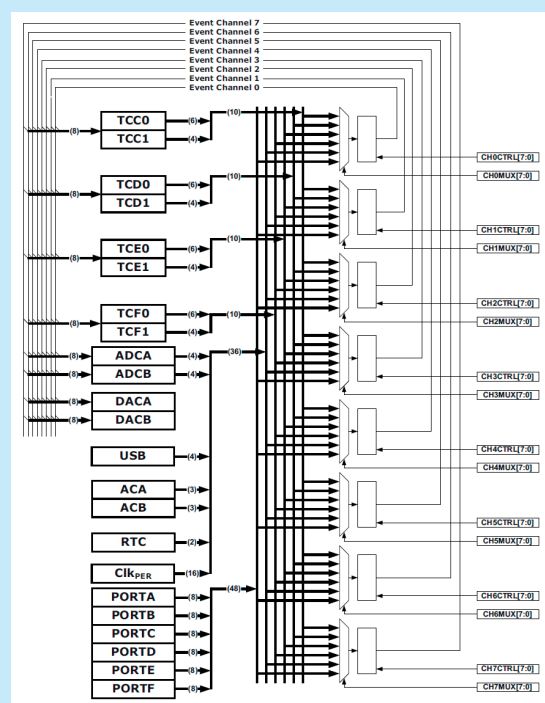 Event Channel 7
Event Channel 6
Event Channel 5
Event Channel 4
Event Channel 3
Event Channel 2
Event Channel 1
Event Channel 0
(10)
TCC0
(6)
(8)
TCC1
(4)
CH0CTRL[7:0]
CH0MUX[7:0]
(10)
TCD0
(6)
(8)
TCD1
(4)
CH1CTRL[7:0]
CH1MUX[7:0]
(10)
TCE0
(6)
(8)
TCE1
(4)
CH2CTRL[7:0]
CH2MUX[7:0]
(10)
TCF0
(6)
(8)
TCF1
(4)
(36)
(8)
ADCA
(4)
(8)
ADCB
(4)
CH3CTRL[7:0]
CH3MUX[7:0]
(8)
DACA
(8)
DACB
CH4CTRL[7:0]
CH4MUX[7:0]
USB
(4)
ACA
(3)
ACB
(3)
CH5CTRL[7:0]
CH5MUX[7:0]
RTC
(2)
ClkPER
(16)
(48)
PORTA
(8)
CH6CTRL[7:0]
CH6MUX[7:0]
PORTB
(8)
PORTC
(8)
PORTD
(8)
PORTE
(8)
CH7CTRL[7:0]
CH7MUX[7:0]
PORTF
(8)